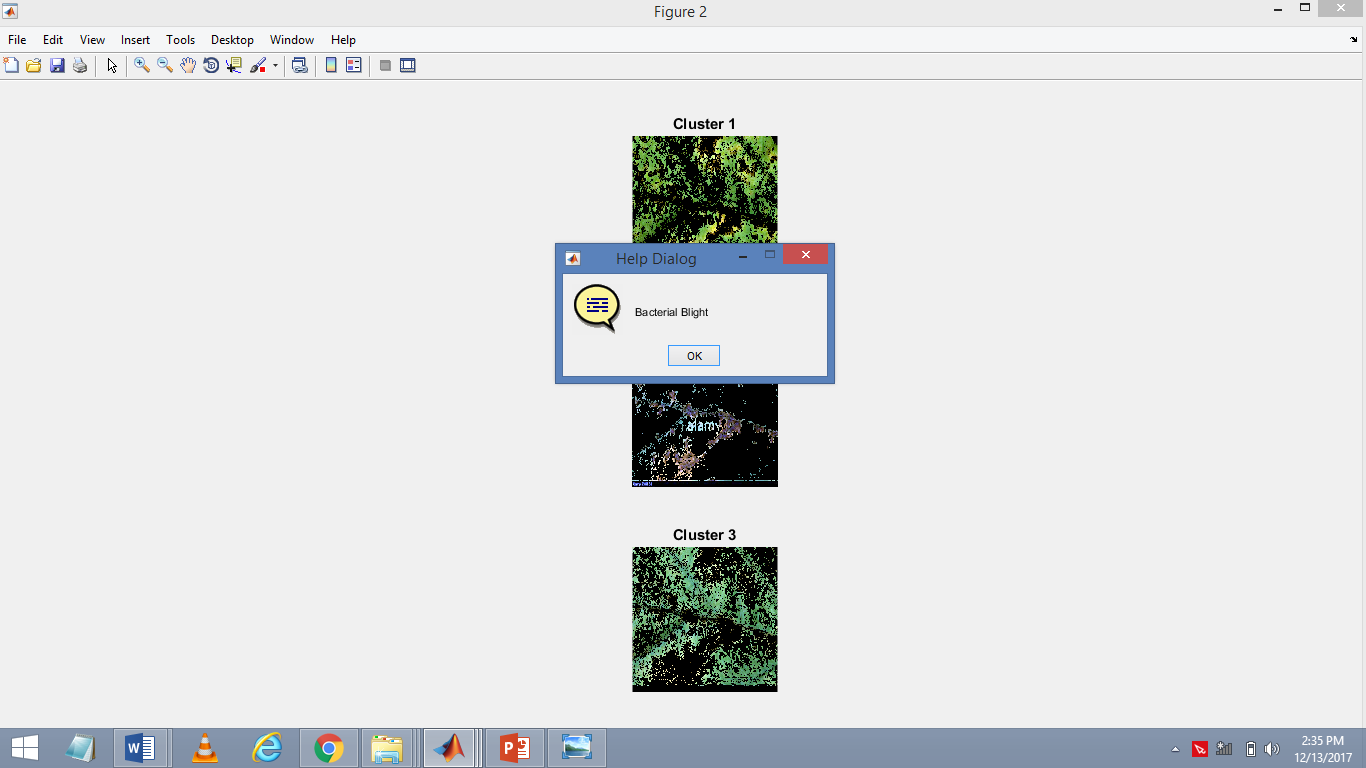 Figure 2
File Edit View Insert Tools Desktop Window Help
Cluster 1
Help Dialog
Bacterial Blight
OK
alamy
Cluster 3
2:35 PM
12/13/2017